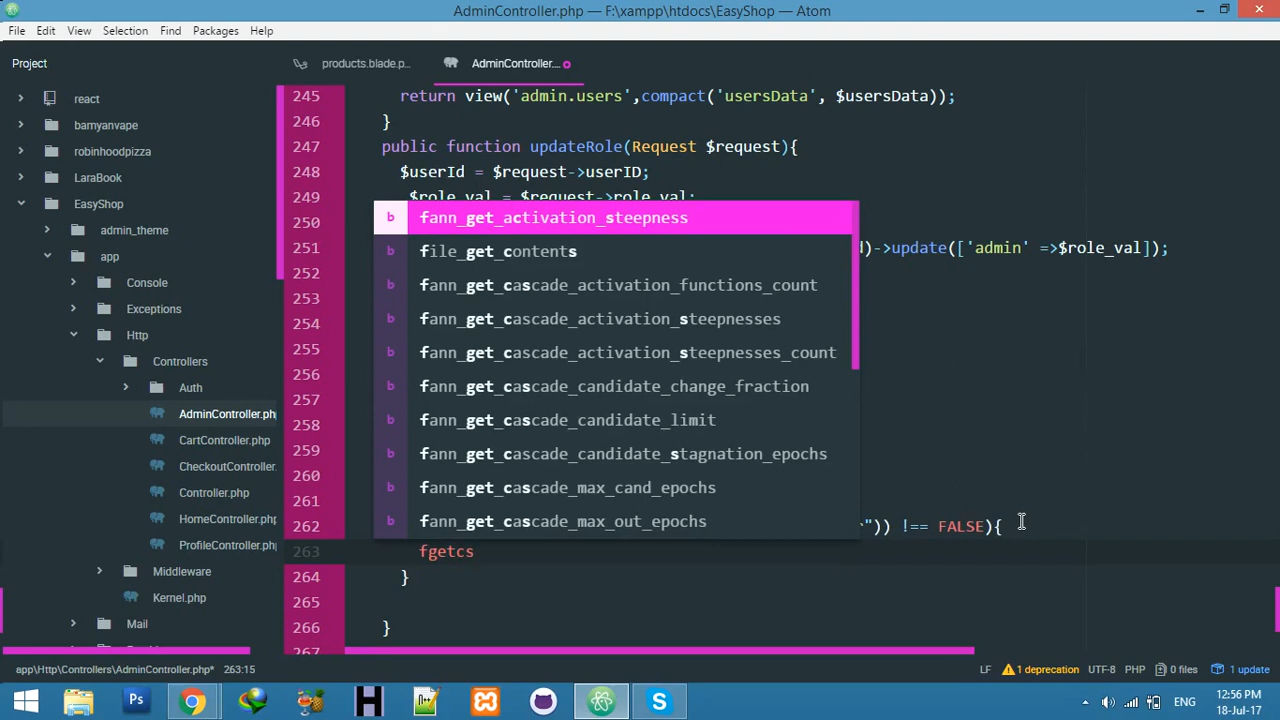 AdminController.php — F:\xampp\htdocs\EasyShop — Atom
File Edit View Selection Find Packages Help
Project
products.blade.p...
AdminController....
react
bamyanvape
robinhoodpizza
LaraBook
EasyShop
admin_theme
app
Console
Exceptions
Http
Controllers
Auth
AdminController.ph
CartController.php
CheckoutController.
Controller.php
HomeController.php
ProfileController.php
Middleware
Kernel.php
Mail
245 return view('admin.users',compact('usersData', $usersData));
246 }
247 public function updateRole(Request $request){
248 $userId = $request->userID;
249 $role_val = $request->role_val;
250
251 d)->update(['admin' =>$role_val]);
252
253
254
255
256
257
258
259
260
261
262 r")) !== FALSE){
263 fgetcs
264 }
265
266 }
267
b fann_get_activation_steepness
b file_get_contents
b fann_get_cascade_activation_functions_count
b fann_get_cascade_activation_steepnesses
b fann_get_cascade_activation_steepnesses_count
b fann_get_cascade_candidate_change_fraction
b fann_get_cascade_candidate_limit
b fann_get_cascade_candidate_stagnation_epochs
b fann_get_cascade_max_cand_epochs
b fann_get_cascade_max_out_epochs
app\Http\Controllers\AdminController.php* 263:15
LF 1 deprecation UTF-8 PHP 0 files 1 update
Ps
ENG
12:56 PM
18-Jul-17